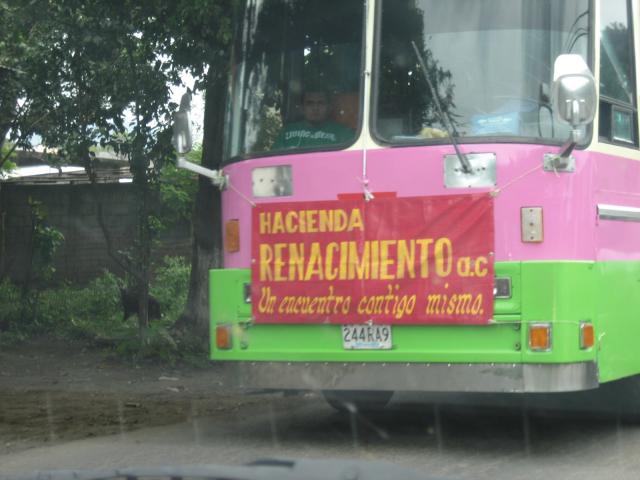 HACIENDA
RENACIMIENTO a.c
Un encuentro contigo mismo.
244RA9